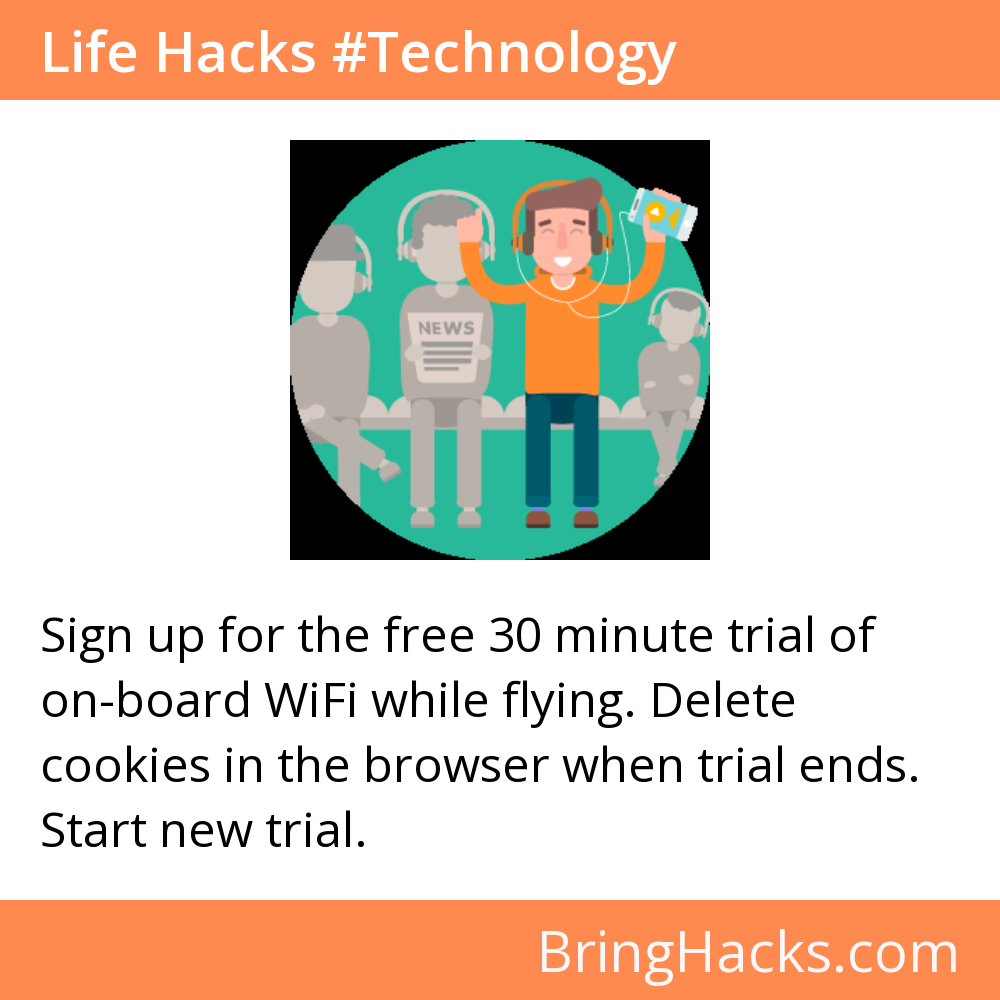 Life Hacks #Technology
NEWS
Sign up for the free 30 minute trial of
on-board WiFi while flying. Delete
cookies in the browser when trial ends.
Start new trial.
BringHacks.com